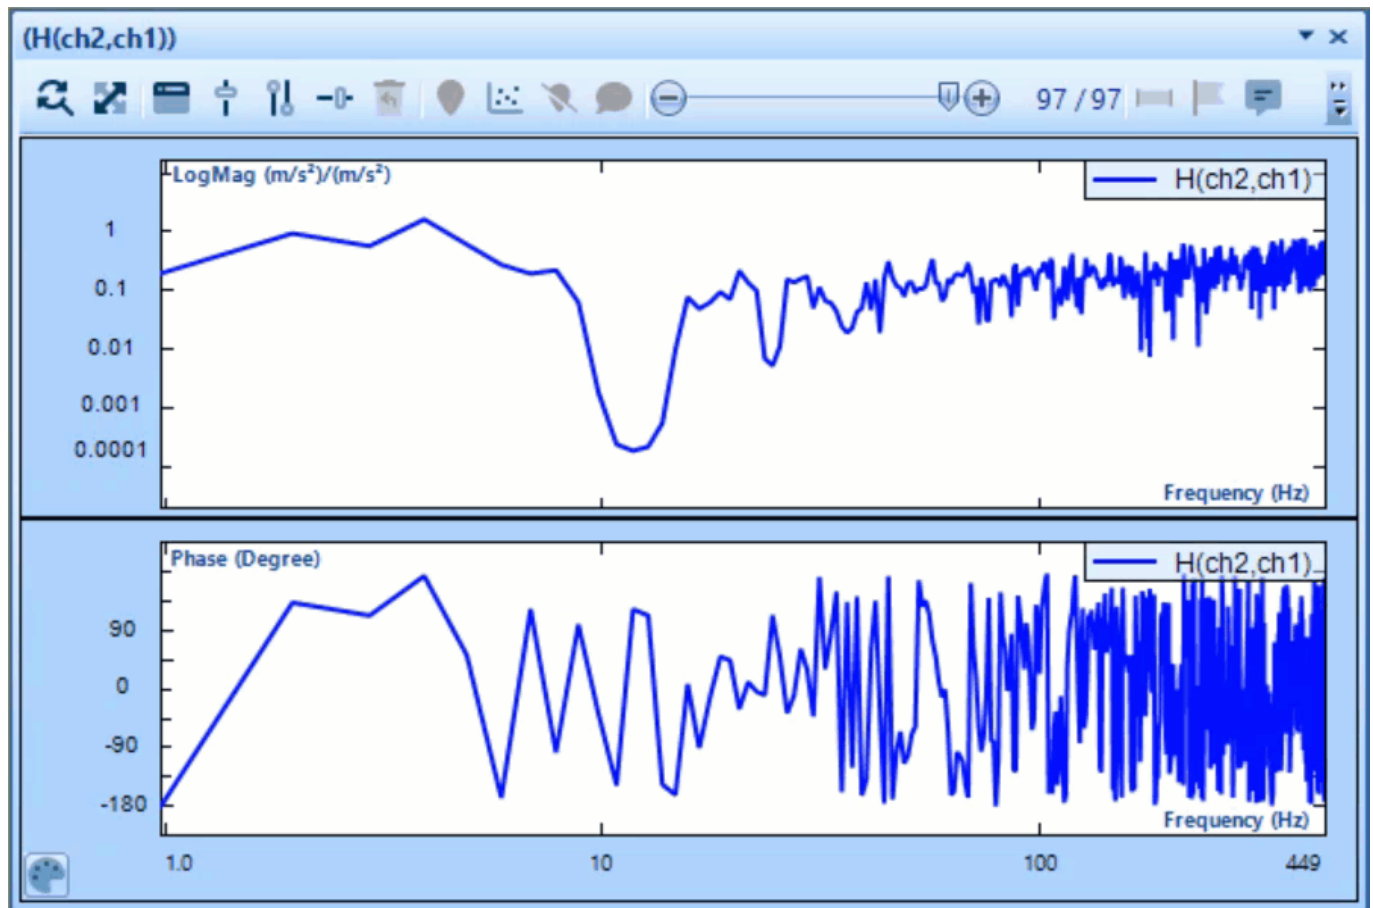 (H(ch2,ch1))
97 / 97
LogMag (m/s²)/(m/s²)
H(ch2,ch1)
1
0.1
0.01
0.001
0.0001
Frequency (Hz)
Phase (Degree)
H(ch2,ch1)
90
0
-90
-180
Frequency (Hz)
1.0
10
100
449